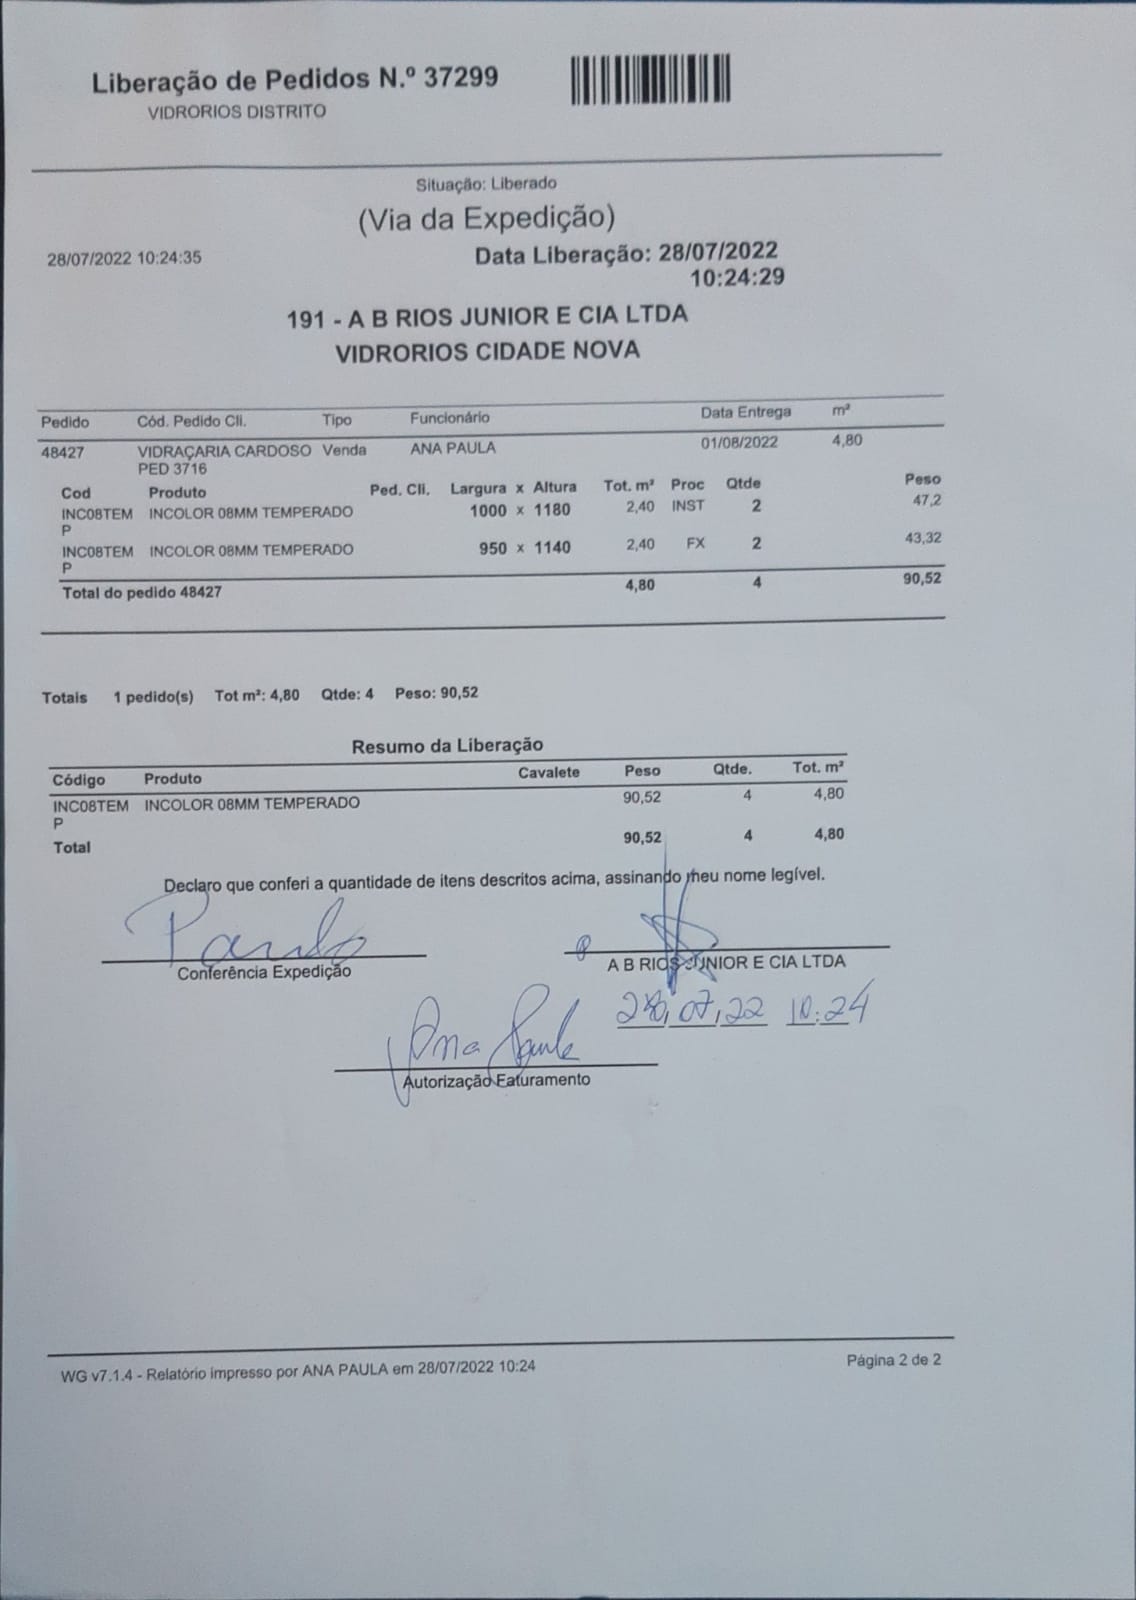 Liberação de Pedidos N.º 37299
VIDRORIOS DISTRITO
Situação: Liberado
(Via da Expedição)
28/07/2022 10:24:35 Data Liberação: 28/07/2022
10:24:29
191 - A B RIOS JUNIOR E CIA LTDA
VIDRORIOS CIDADE NOVA
Pedido Cód. Pedido Cli. Tipo Funcionário Data Entrega m²
48427 VIDRAÇARIA CARDOSO Venda ANA PAULA 01/08/2022 4,80
PED 3716
Cod Produto Ped. Cli. Largura x Altura Tot. m² Proc Qtde Peso
INC08TEM INCOLOR 08MM TEMPERADO 1000 x 1180 2,40 INST 2 47,2
P
INC08TEM INCOLOR 08MM TEMPERADO 950 x 1140 2,40 FX 2 43,32
P
Total do pedido 48427 4,80 4 90,52
Totais 1 pedido(s) Tot m²: 4,80 Qtde: 4 Peso: 90,52
Resumo da Liberação
Código Produto Cavalete Peso Qtde. Tot. m²
INC08TEM INCOLOR 08MM TEMPERADO 90,52 4 4,80
P
Total 90,52 4 4,80
Declaro que conferi a quantidade de itens descritos acima, assinando meu nome legível.
Conferência Expedição A B RIOS JUNIOR E CIA LTDA
28,07,22 10:24
Ana Paula
Autorização Faturamento
WG v7.1.4 - Relatório impresso por ANA PAULA em 28/07/2022 10:24 Página 2 de 2